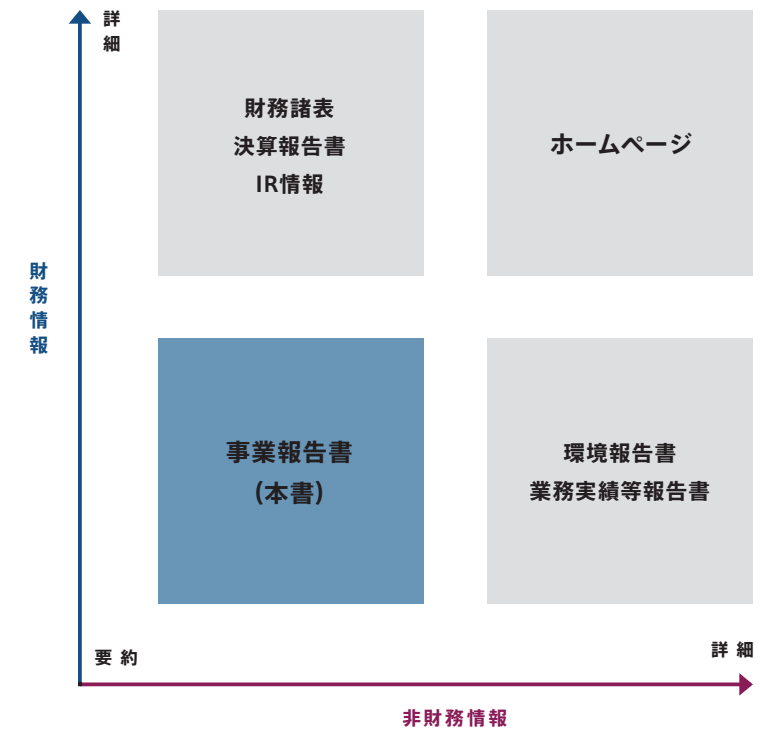 詳細
財務諸表
決算報告書
IR情報
ホームページ
財務情報
事業報告書
(本書)
環境報告書
業務実績等報告書
要約
詳細
非財務情報